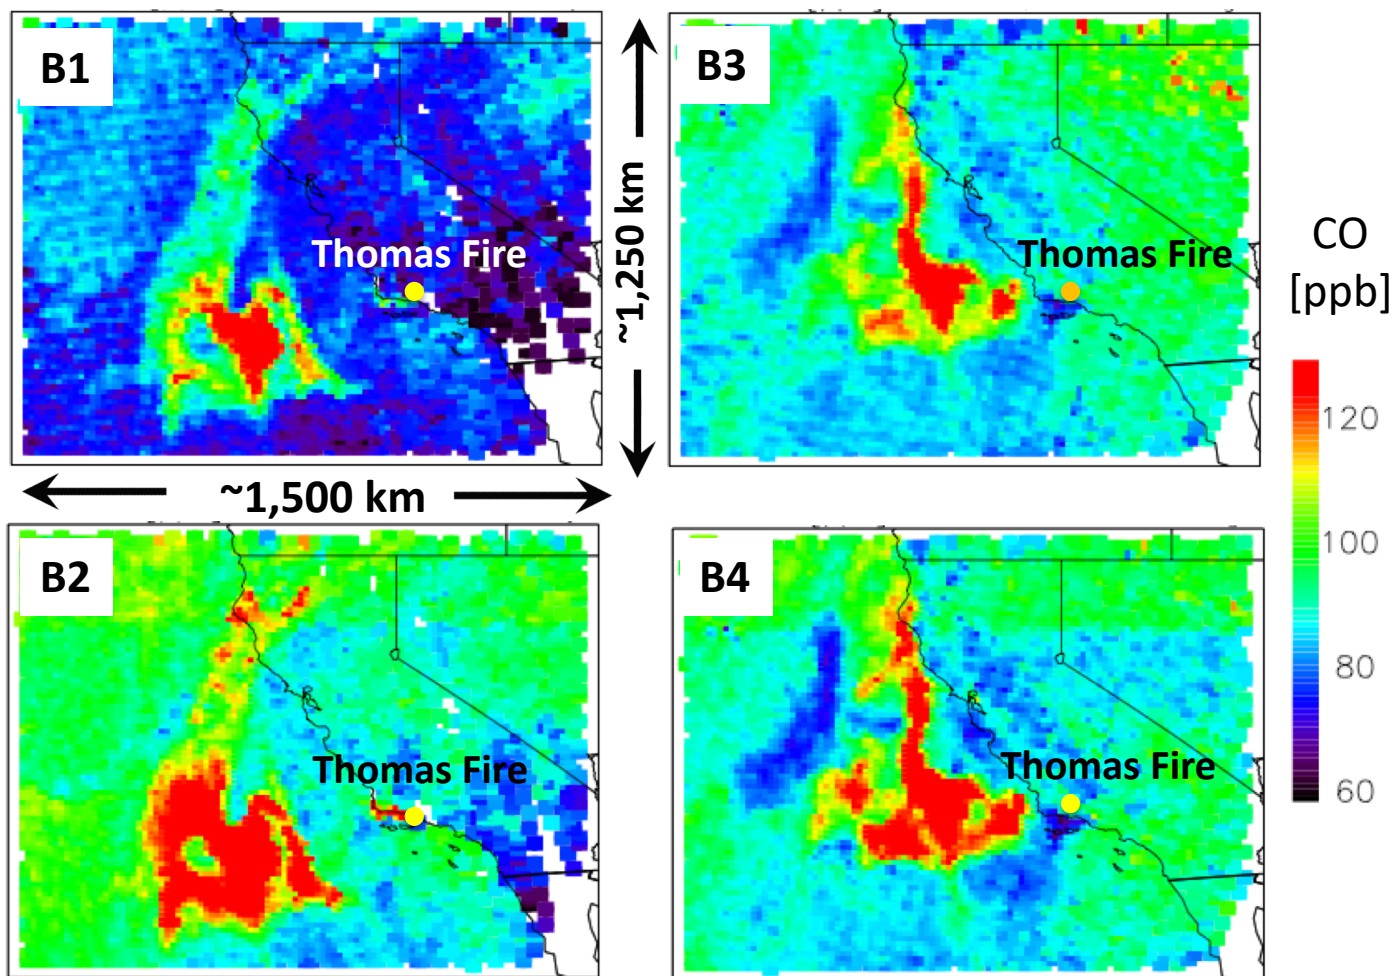 B1
Thomas Fire
~1,250 km
B3
Thomas Fire
CO
[ppb]
120
100
80
60
~1,500 km
B2
Thomas Fire
B4
Thomas Fire